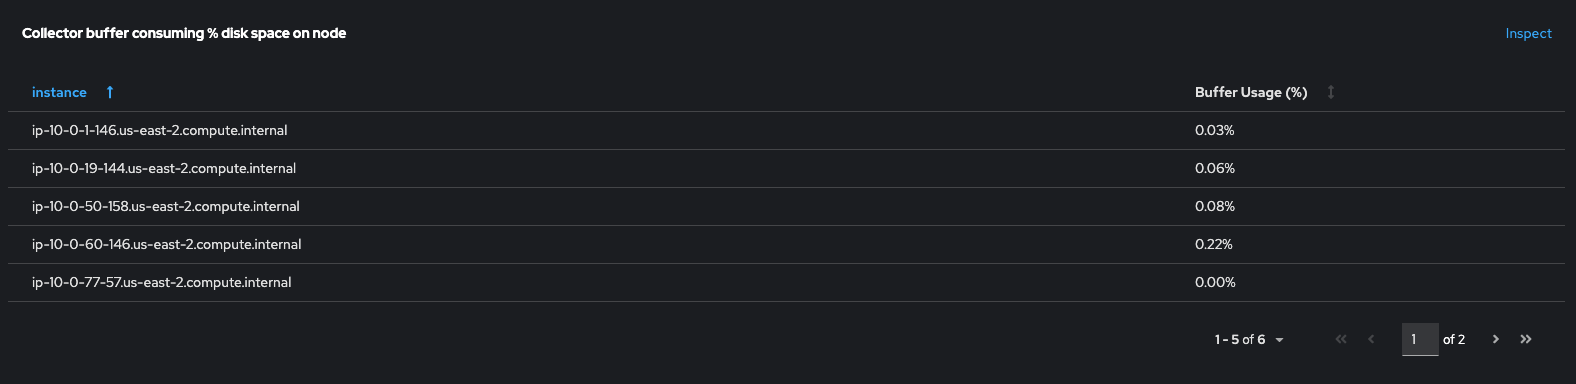 Collector buffer consuming % disk space on node
Inspect
instance Buffer Usage (%)
ip-10-0-1-146.us-east-2.compute.internal 0.03%
ip-10-0-19-144.us-east-2.compute.internal 0.06%
ip-10-0-50-158.us-east-2.compute.internal 0.08%
ip-10-0-60-146.us-east-2.compute.internal 0.22%
ip-10-0-77-57.us-east-2.compute.internal 0.00%
1 - 5 of 6 1 of 2